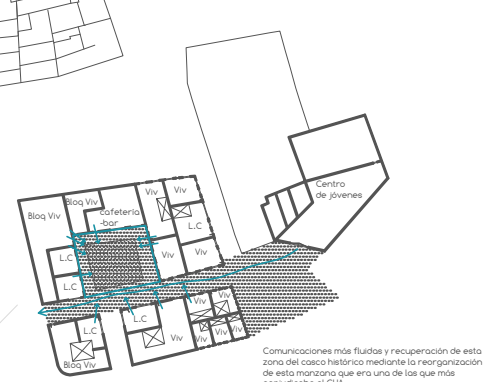 Viv
Viv
Bloq Viv
Bloq Viv
cafetería
-bar
L.C
Centro
de jóvenes
L.C
Viv
Viv
L.C
Viv
Viv
L.C
L.C
Viv
Viv
Viv
Viv
Bloq Viv
Comunicaciones más fluidas y recuperación de esta
zona del casco histórico mediante la reorganización
de esta manzana que era una de las que más